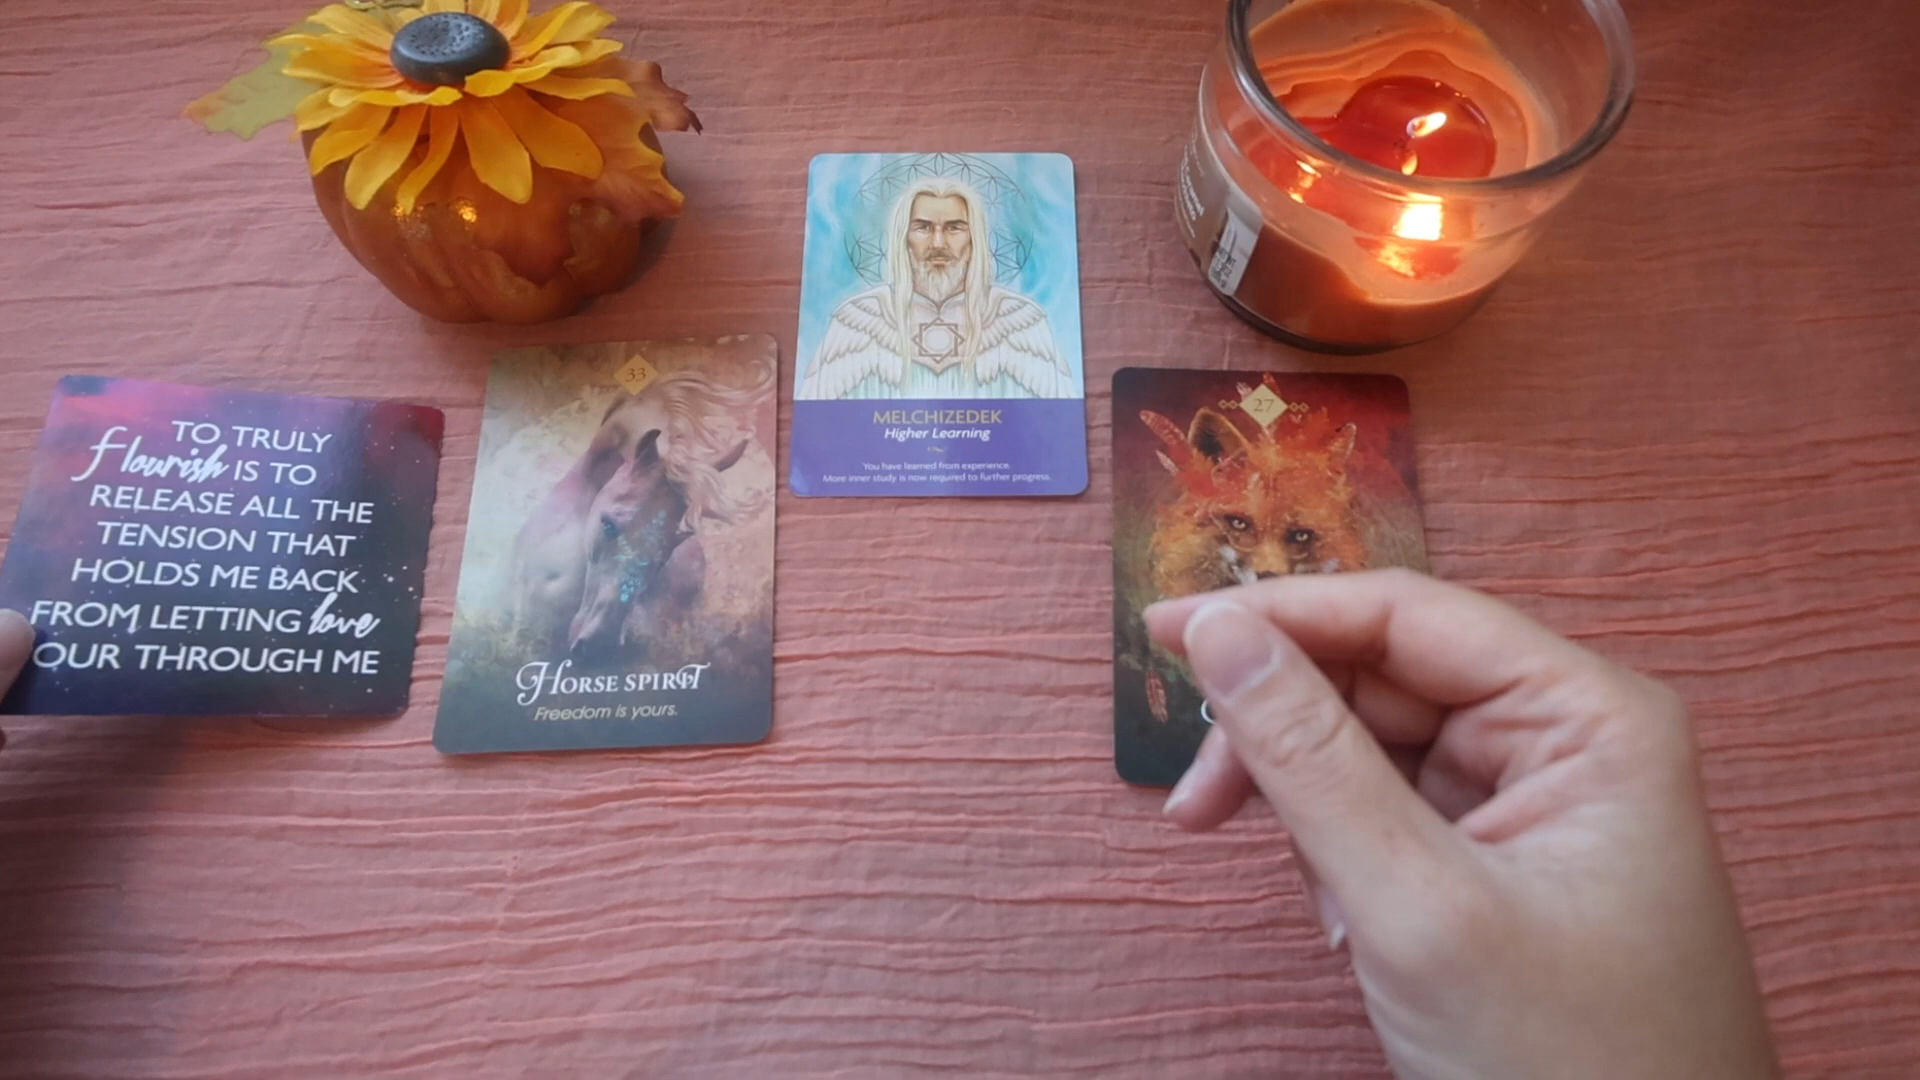 TO TRULY
flourish IS TO
RELEASE ALL THE
TENSION THAT
HOLDS ME BACK
FROM LETTING love
OUR THROUGH ME
33
HORSE SPIRIT
Freedom is yours.
MELCHIZEDEK
Higher Learning
You have learned from experience.
More inner study is now required to further progress.
27